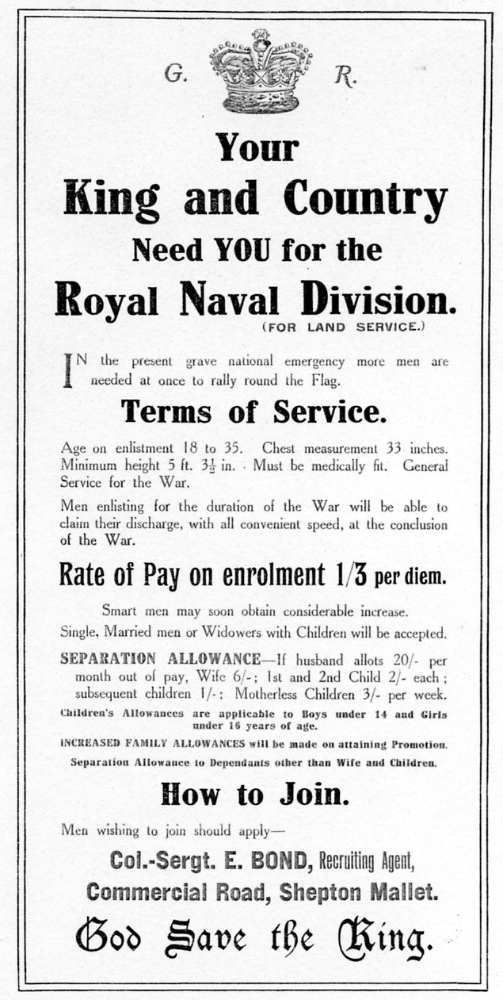 G. R.
Your
King and Country
Need YOU for the
Royal Naval Division.
(FOR LAND SERVICE.)
IN the present grave national emergency more men are
needed at once to rally round the Flag.
Terms of Service.
Age on enlistment 18 to 35. Chest measurement 33 inches.
Minimum height 5 ft. 3½ in. Must be medically fit. General
Service for the War.
Men enlisting for the duration of the War will be able to
claim their discharge, with all convenient speed, at the conclusion
of the War.
Rate of Pay on enrolment 1/3 per diem.
Smart men may soon obtain considerable increase.
Single, Married men or Widowers with Children will be accepted.
SEPARATION ALLOWANCE—If husband allots 20/- per
month out of pay, Wife 6/-; 1st and 2nd Child 2/- each;
subsequent children 1/-; Motherless Children 3/- per week.
Children's Allowances are applicable to Boys under 14 and Girls
under 16 years of age.
INCREASED FAMILY ALLOWANCES will be made on attaining Promotion.
Separation Allowance to Dependants other than Wife and Children.
How to Join.
Men wishing to join should apply—
Col.-Sergt. E. BOND, Recruiting Agent,
Commercial Road, Shepton Mallet.
God Save the King.